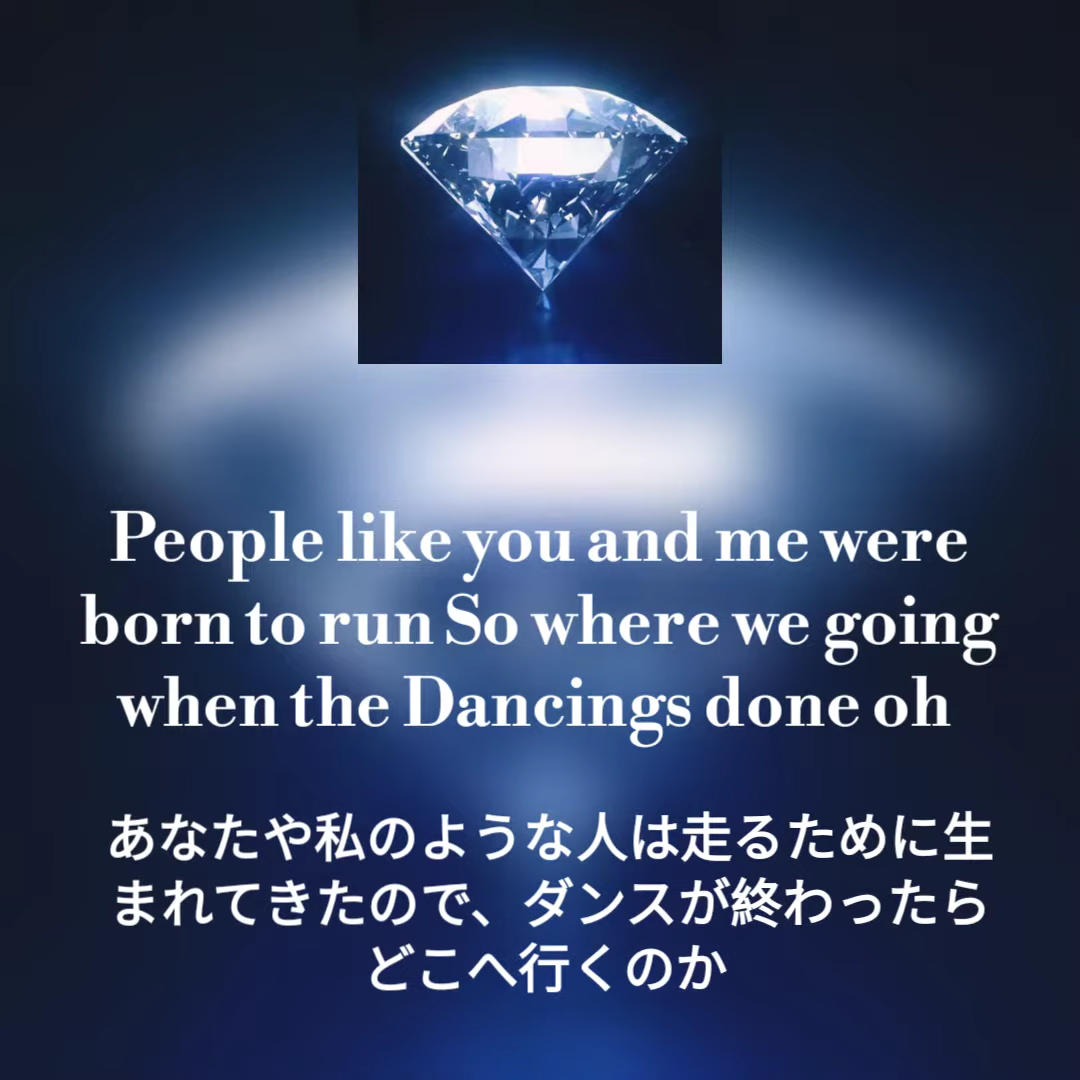 People like you and me were
born to run So where we going
when the Dancings done oh
あなたや私のような人は走るために生
まれてきたので、ダンスが終わったら
どこへ行くのか